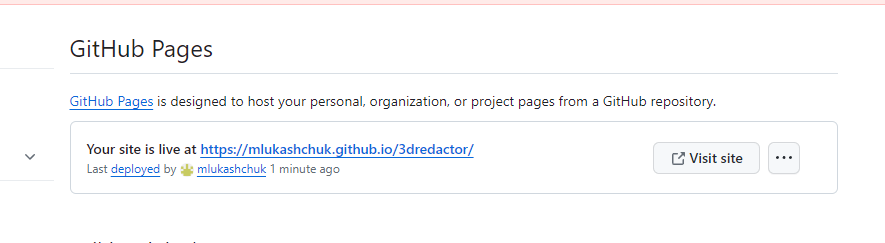 GitHub Pages
GitHub Pages is designed to host your personal, organization, or project pages from a GitHub repository.
Your site is live at https://mlukashchuk.github.io/3dredactor/
Visit site
Last deployed by mlukashchuk 1 minute ago